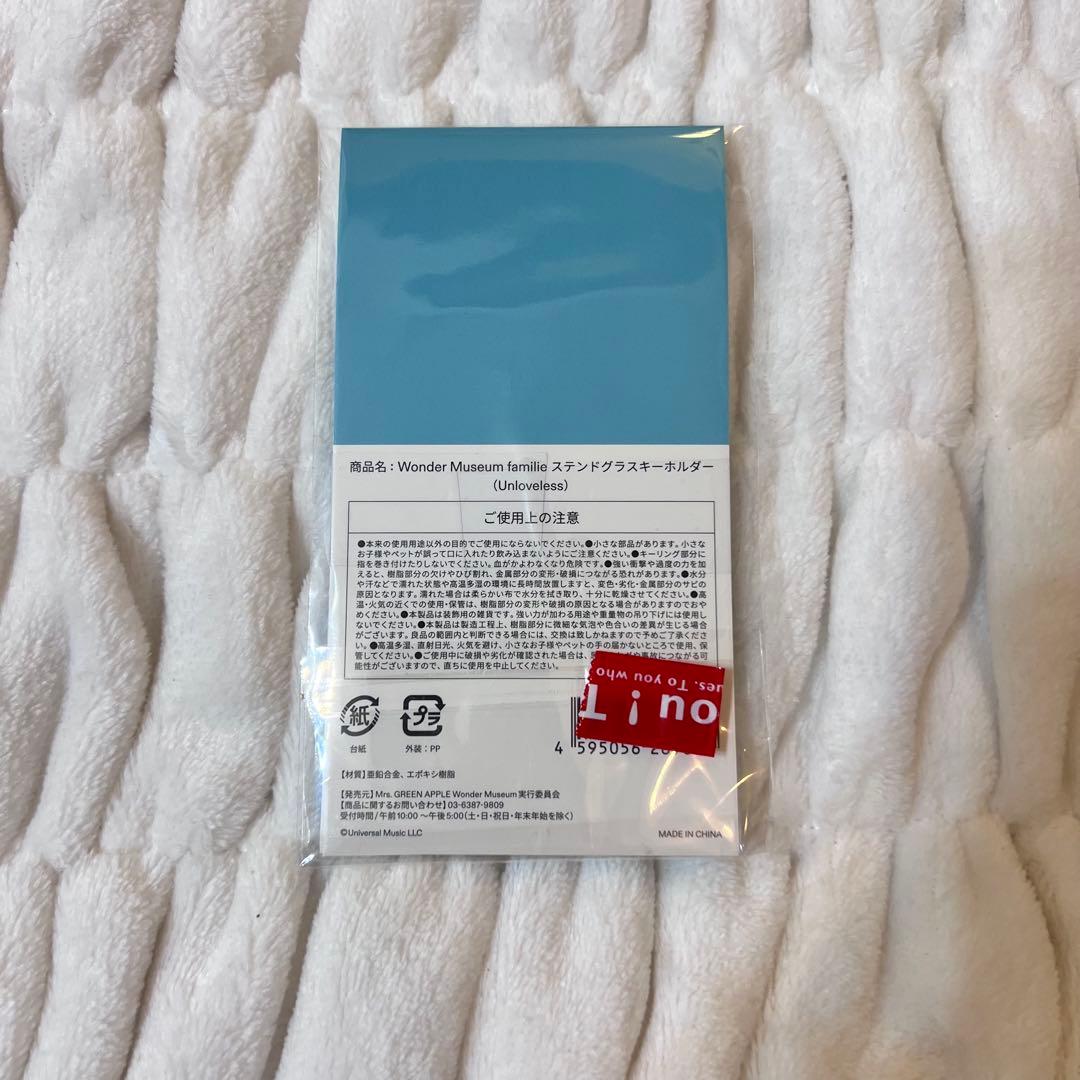 商品名：Wonder Museum familie ステンドグラスキーホルダー
（Unloveless）
ご使用上の注意
●本来の使用用途以外の目的でご使用にならないでください。●小さな部品があります。小さな
お子様やペットが誤って口に入れたり飲み込まないようにご注意ください。●キーリング部分に
指を巻き付けたりしないでください。血がかよわなくなり危険です。●強い衝撃や過度の力を加
えると、樹脂部分の欠けやひび割れ、金属部分の変形・破損につながる恐れがあります。●水分
や汗などで濡れた状態や高温多湿の環境に長時間放置しますと、変色・劣化・金属部分のサビの
原因となります。濡れた場合は柔らかい布で水分を拭き取り、十分に乾燥させてください。●高
温・火気の近くでの使用・保管は、樹脂部分の変形や破損の原因となる場合がありますのでおや
めください。●本製品は装飾用の雑貨です。強い力が加わる用途や重量物の吊り下げには使用し
ないでください。●本製品は製造工程上、樹脂部分に微細な気泡や色合いの差異が生じる場合
がございます。良品の範囲内と判断できる場合には、交換は致しかねますので予めご了承くださ
い。●高温多湿、直射日光、火気を避け、小さなお子様やペットの手の届かないところで使用、保
管してください。●ご使用中に破損や劣化が確認された場合は、事故につながる可
能性がございますので、直ちに使用を中止してください。
ues. To you who
ou ! T
紙
プラ
台紙
外装：PP
4 595056
【材質】亜鉛合金、エポキシ樹脂
【発売元】Mrs. GREEN APPLE Wonder Museum 実行委員会
【商品に関するお問い合わせ】03-6387-9809
受付時間/午前10:00 ～午後5:00（土・日・祝日・年末年始を除く）
©Universal Music LLC
MADE IN CHINA